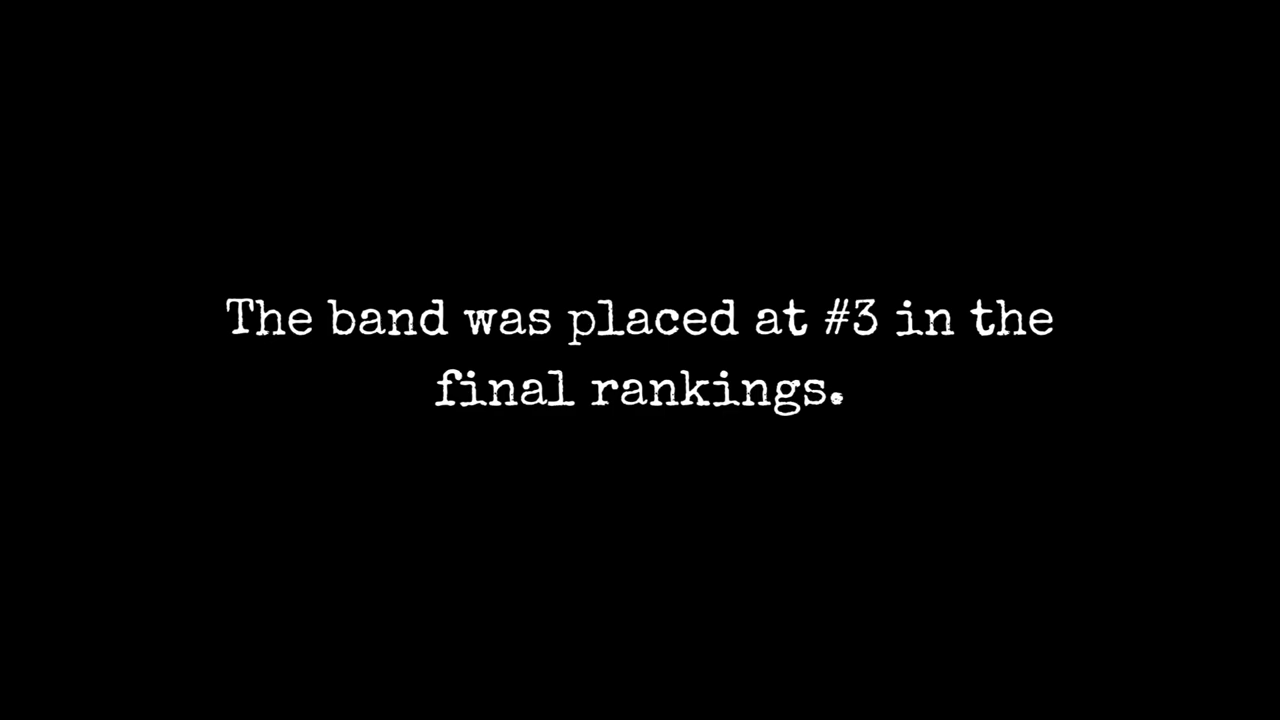 The band was placed at #3 in the
final rankings.